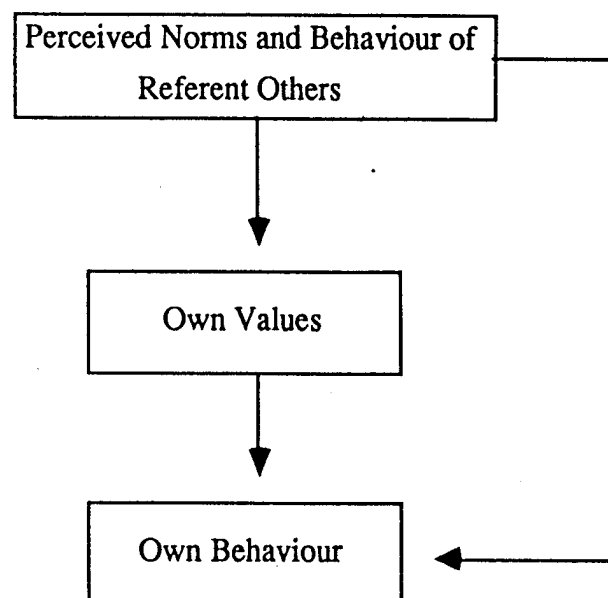 Perceived Norms and Behaviour of
Referent Others
Own Values
Own Behaviour